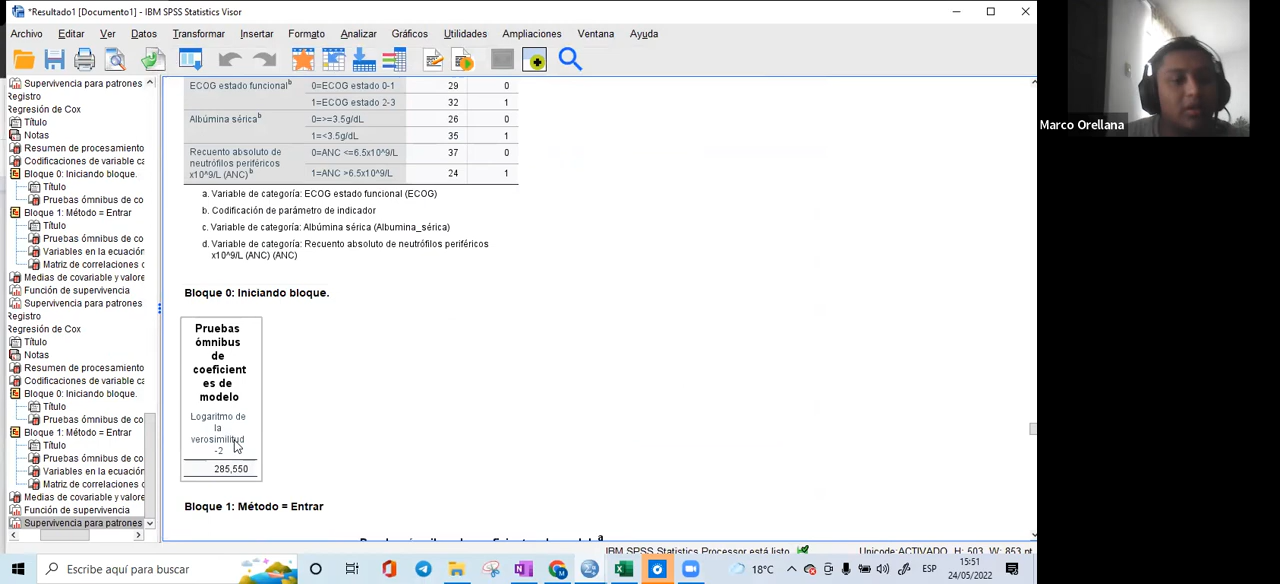 *Resultado1 [Documento1] - IBM SPSS Statistics Visor
Archivo Editar Ver Datos Transformar Insertar Formato Analizar Gráficos Utilidades Ampliaciones Ventana Ayuda
Supervivencia para patrones
Registro
Regresión de Cox
Título
Notas
Resumen de procesamiento
Codificaciones de variable ca
Bloque 0: Iniciando bloque.
Título
Pruebas ómnibus de co
Bloque 1: Método = Entrar
Título
Pruebas ómnibus de co
Variables en la ecuación
Matriz de correlaciones c
Medias de covariable y valore
Función de supervivencia
Supervivencia para patrones
Registro
Regresión de Cox
Título
Notas
Resumen de procesamiento
Codificaciones de variable ca
Bloque 0: Iniciando bloque.
Título
Pruebas ómnibus de co
Bloque 1: Método = Entrar
Título
Pruebas ómnibus de co
Variables en la ecuación
Matriz de correlaciones c
Medias de covariable y valore
Función de supervivencia
Supervivencia para patrones
ECOG estado funcional b 0=ECOG estado 0-1 29 0
1=ECOG estado 2-3 32 1
Albúmina sérica b 0=>=3.5g/dL 26 0
1=<3.5g/dL 35 1
Recuento absoluto de 0=ANC <=6.5x10^9/L 37 0
neutrófilos periféricos
x10^9/L (ANC) b 1=ANC >6.5x10^9/L 24 1
a. Variable de categoría: ECOG estado funcional (ECOG)
b. Codificación de parámetro de indicador
c. Variable de categoría: Albúmina sérica (Albumina_sérica)
d. Variable de categoría: Recuento absoluto de neutrófilos periféricos
x10^9/L (ANC) (ANC)
Bloque 0: Iniciando bloque.
Pruebas
ómnibus
de
coeficient
es de
modelo
Logaritmo de
la
verosimilitud
-2
285,550
Bloque 1: Método = Entrar
IBM SPSS Statistics Processor está listo
Unicode:ACTIVADO H: 503, W: 853 pt
Escribe aquí para buscar
18°C
ESP
15:51
24/05/2022
Marco Orellana